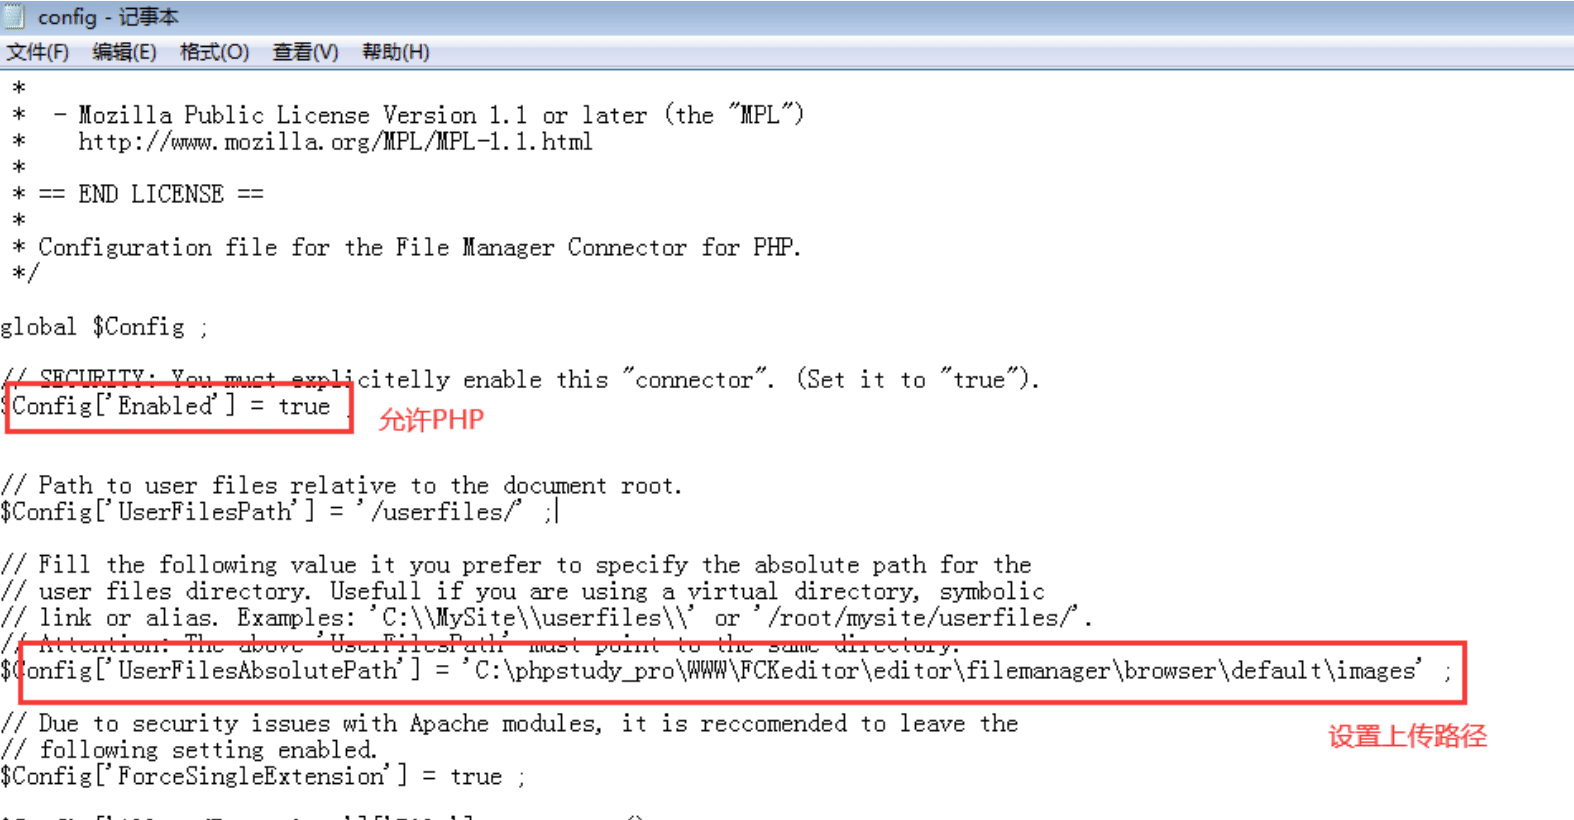 config - 记事本
文件(F) 编辑(E) 格式(O) 查看(V) 帮助(H)
*
* - Mozilla Public License Version 1.1 or later (the "MPL")
* http://www.mozilla.org/MPL/MPL-1.1.html
*
* == END LICENSE ==
*
* Configuration file for the File Manager Connector for PHP.
*/
global $Config ;
// SECURITY: You must explicitelly enable this "connector". (Set it to "true").
$Config['Enabled'] = true ;
允许PHP
// Path to user files relative to the document root.
$Config['UserFilesPath'] = '/userfiles/' ;
// Fill the following value it you prefer to specify the absolute path for the
// user files directory. Usefull if you are using a virtual directory, symbolic
// link or alias. Examples: 'C:\\MySite\\userfiles\\' or '/root/mysite/userfiles/'.
// Attention: The above 'UserFilesPath' must point to the same directory.
$Config['UserFilesAbsolutePath'] = 'C:\phpstudy_pro\WWW\FCKeditor\editor\filemanager\browser\default\images' ;
设置上传路径
// Due to security issues with Apache modules, it is reccomended to leave the
// following setting enabled.
$Config['ForceSingleExtension'] = true ;